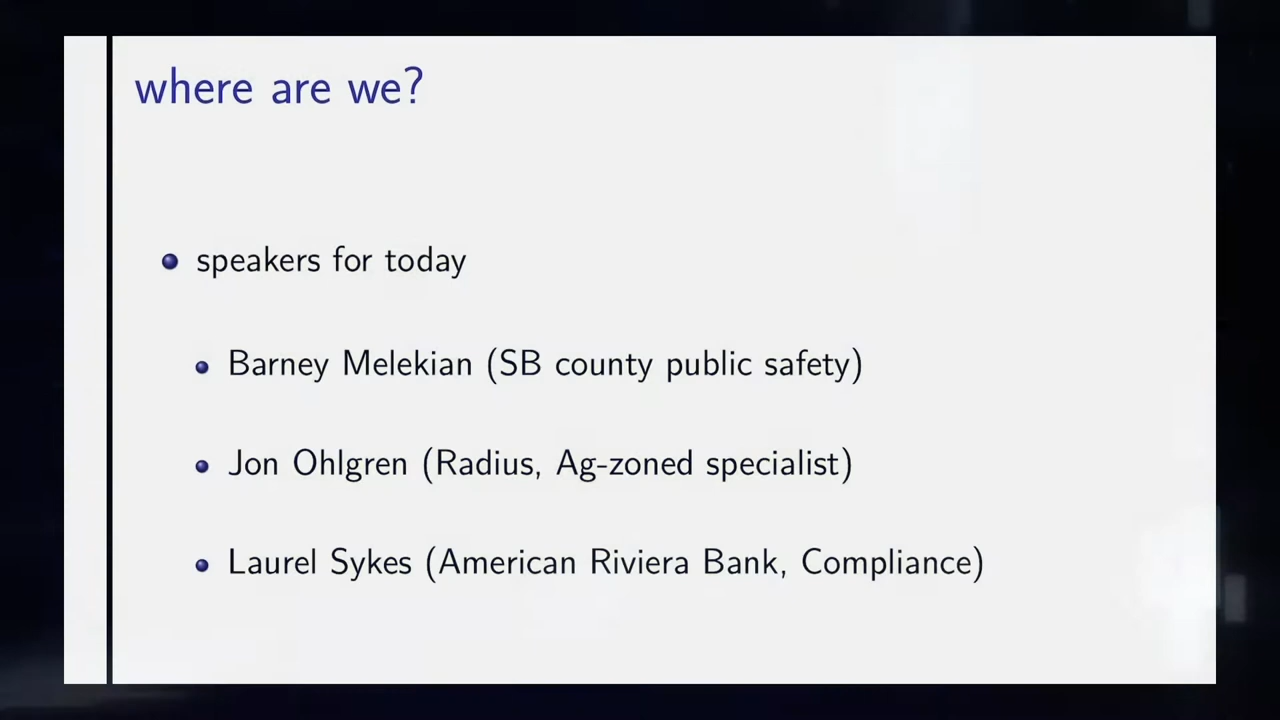 where are we?
speakers for today
Barney Melekian (SB county public safety)
Jon Ohlgren (Radius, Ag-zoned specialist)
Laurel Sykes (American Riviera Bank, Compliance)